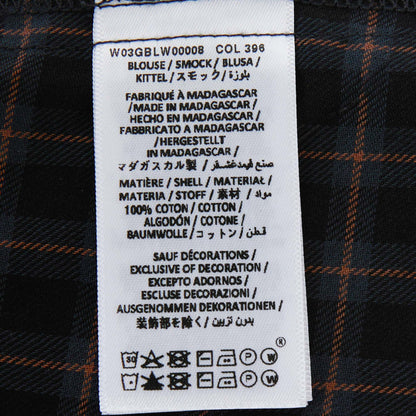 W03GBLW00008 COL 396
BLOUSE / SMOCK / BLUSA /
KITTEL / スモック / بلوزة
FABRIQUÉ À MADAGASCAR
/ MADE IN MADAGASCAR /
HECHO EN MADAGASCAR /
FABBRICATO A MADAGASCAR
/ HERGESTELLT
IN MADAGASCAR /
マダガスカル製 / صنع فيمدغشقر
MATIÈRE / SHELL / MATERIAL /
MATERIA / STOFF / 素材 / مواد
100% COTON / COTTON /
ALGODÓN / COTONE /
BAUMWOLLE / コットン / قطن
SAUF DÉCORATIONS /
EXCLUSIVE OF DECORATION /
EXCEPTO ADORNOS /
ESCLUSE DECORAZIONI /
AUSGENOMMEN DEKORATIONEN /
装飾部を除く / بدون تزيين
30 P W ®
P W